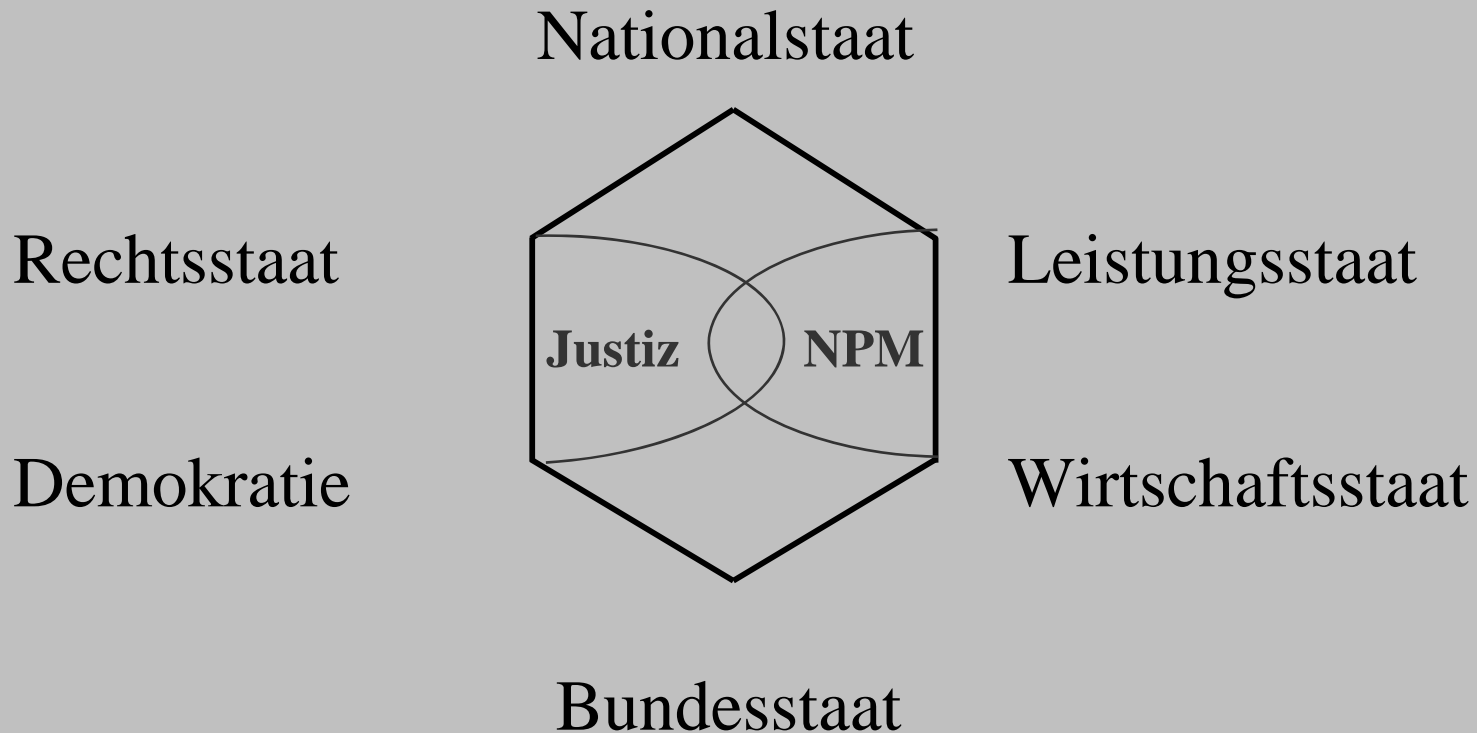 Nationalstaat
Rechtsstaat
Leistungsstaat
Justiz
NPM
Demokratie
Wirtschaftsstaat
Bundesstaat